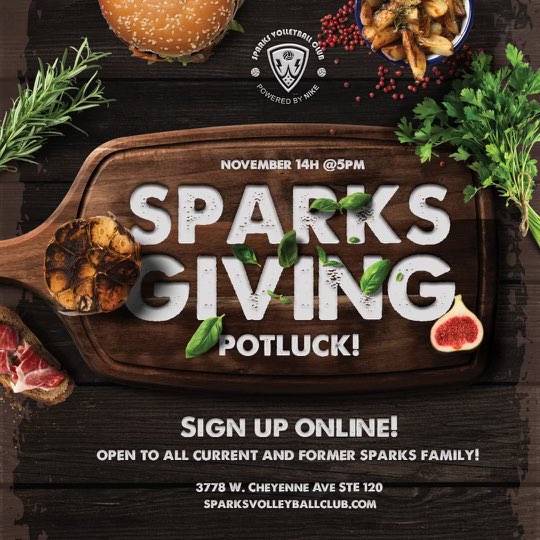 SPARKS VOLLETBALL CLUB
POWERED BY NIKE
NOVEMBER 14H @5PM
SPARKS
GIVING
POTLUCK!
SIGN UP ONLINE!
OPEN TO ALL CURRENT AND FORMER SPARKS FAMILY!
3778 W. CHEYENNE AVE STE 120
SPARKSVOLLEYBALLCLUB.COM